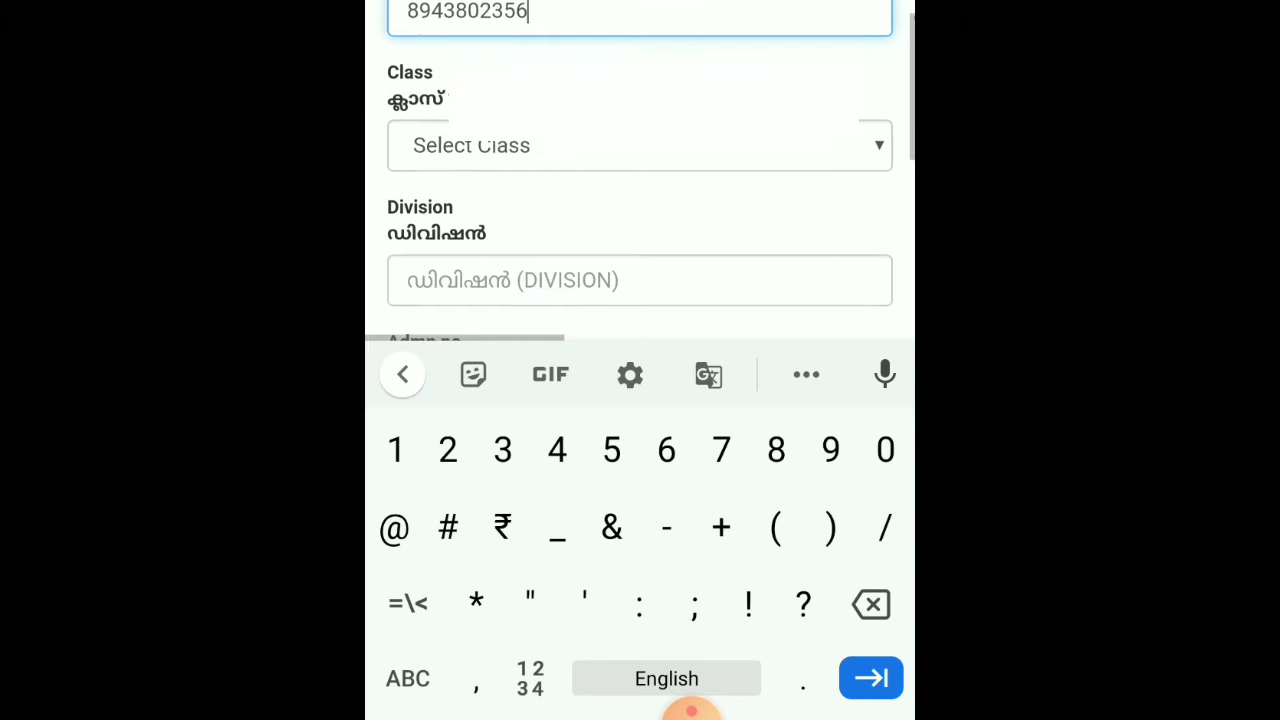 8943802356
Class
ക്ലാസ്
Select Class
Division
ഡിവിഷൻ
ഡിവിഷൻ (DIVISION)
GIF
1 2 3 4 5 6 7 8 9 0
@ # ₹ _ & - + ( ) /
=\< * " ' : ; ! ?
ABC , 12 34 English .